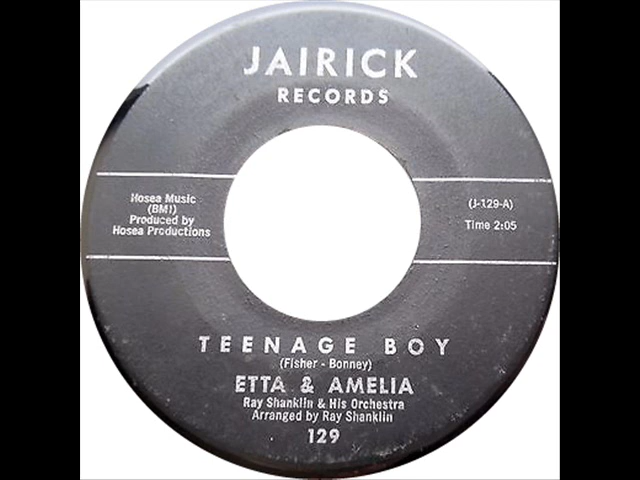 JAIRICK
RECORDS
Hosea Music
(BMI)
Produced by
Hosea Productions
(J-129-A)
Time 2:05
TEENAGE BOY
(Fisher - Bonney)
ETTA & AMELIA
Ray Shanklin & His Orchestra
Arranged by Ray Shanklin
129